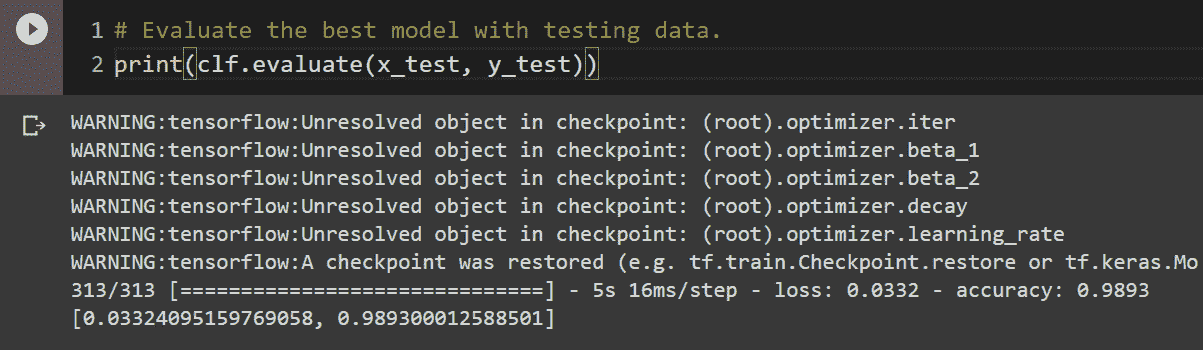 1 # Evaluate the best model with testing data.
2 print(clf.evaluate(x_test, y_test))
WARNING:tensorflow:Unresolved object in checkpoint: (root).optimizer.iter
WARNING:tensorflow:Unresolved object in checkpoint: (root).optimizer.beta_1
WARNING:tensorflow:Unresolved object in checkpoint: (root).optimizer.beta_2
WARNING:tensorflow:Unresolved object in checkpoint: (root).optimizer.decay
WARNING:tensorflow:Unresolved object in checkpoint: (root).optimizer.learning_rate
WARNING:tensorflow:A checkpoint was restored (e.g. tf.train.Checkpoint.restore or tf.keras.Mo
313/313 [==============================] - 5s 16ms/step - loss: 0.0332 - accuracy: 0.9893
[0.03324095159769058, 0.989300012588501]